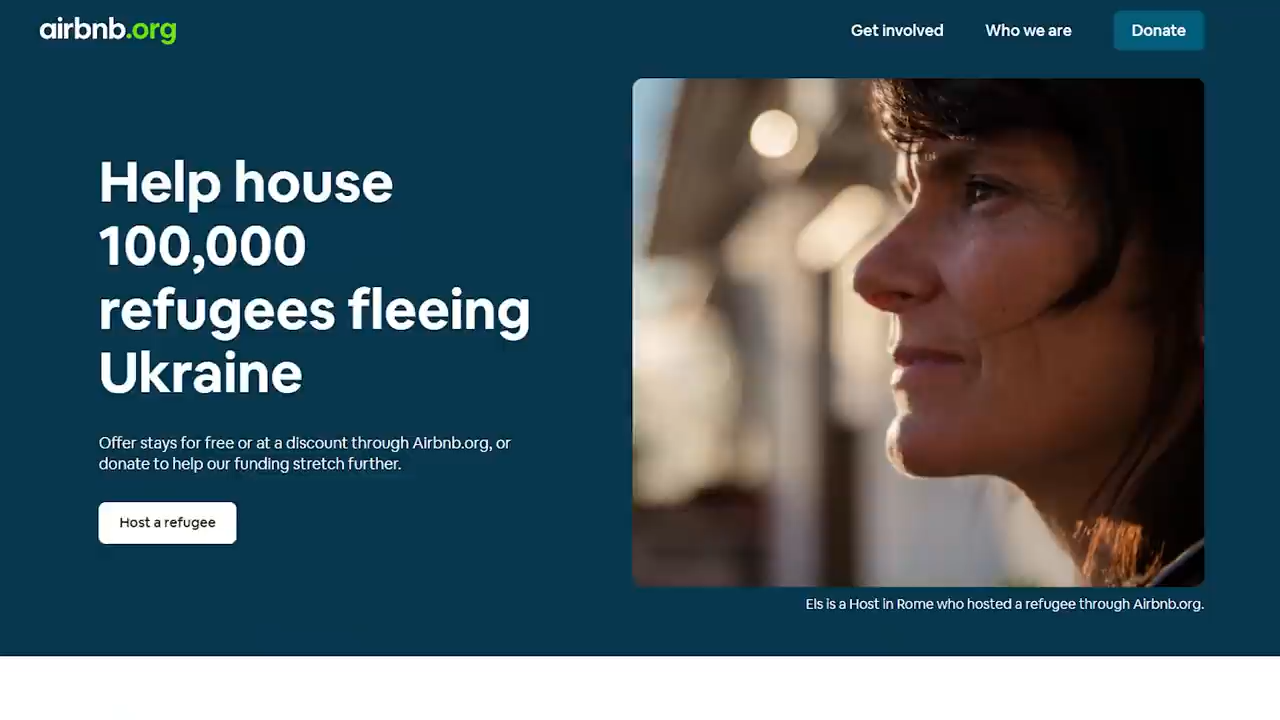 airbnb.org
Get involved
Who we are
Donate
Help house
100,000
refugees fleeing
Ukraine
Offer stays for free or at a discount through Airbnb.org, or
donate to help our funding stretch further.
Host a refugee
Els is a Host in Rome who hosted a refugee through Airbnb.org.